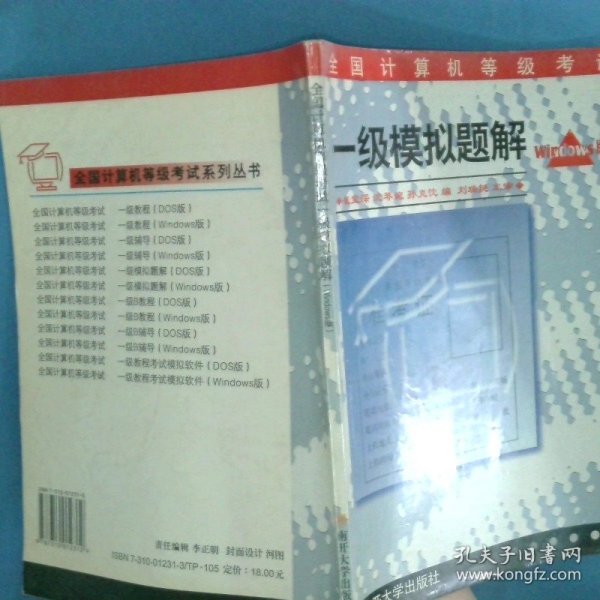 全国计算机等级考试系列丛书
全国计算机等级考试 一级教程（DOS版）
全国计算机等级考试 一级教程（Windows版）
全国计算机等级考试 一级辅导（DOS版）
全国计算机等级考试 一级辅导（Windows版）
全国计算机等级考试 一级模拟题解（DOS版）
全国计算机等级考试 一级模拟题解（Windows版）
全国计算机等级考试 一级B教程（DOS版）
全国计算机等级考试 一级B教程（Windows版）
全国计算机等级考试 一级B辅导（DOS版）
全国计算机等级考试 一级B辅导（Windows版）
全国计算机等级考试 一级教程考试模拟软件（DOS版）
全国计算机等级考试 一级教程考试模拟软件（Windows版）
责任编辑 李正明 封面设计 河图
ISBN 7-310-01231-3/TP·105 定价：18.00元
南开大学出版
全国计算机等级考
一级模拟题解
Windows
编 刘瑞挺 主审
大学出版社
孔夫子旧书网
www.kongfz.com